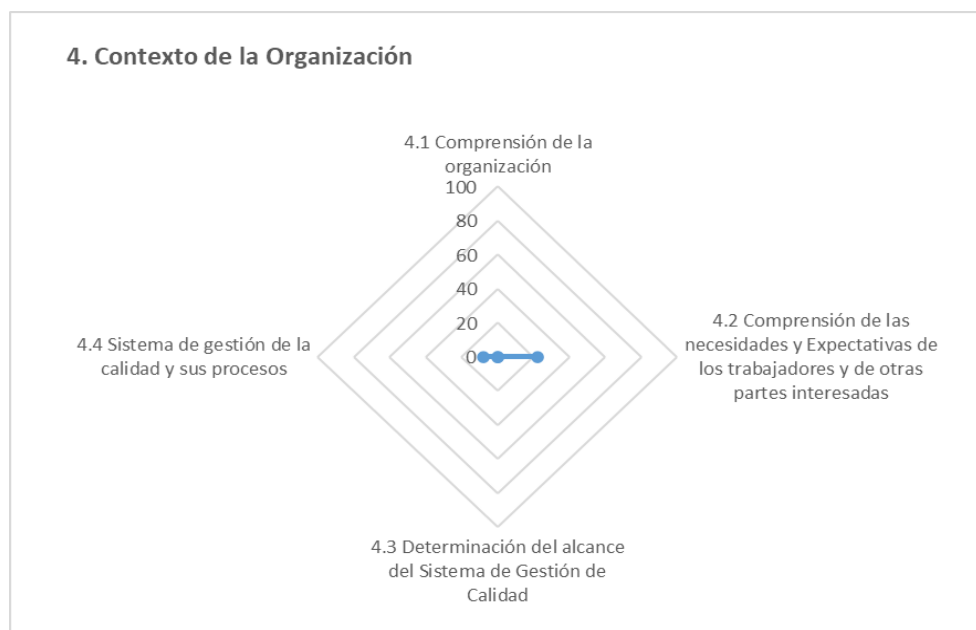 4. Contexto de la Organización
4.1 Comprensión de la
organización
100
80
60
40
20
0
4.2 Comprensión de las
necesidades y Expectativas de
los trabajadores y de otras
partes interesadas
4.4 Sistema de gestión de la
calidad y sus procesos
4.3 Determinación del alcance
del Sistema de Gestión de
Calidad